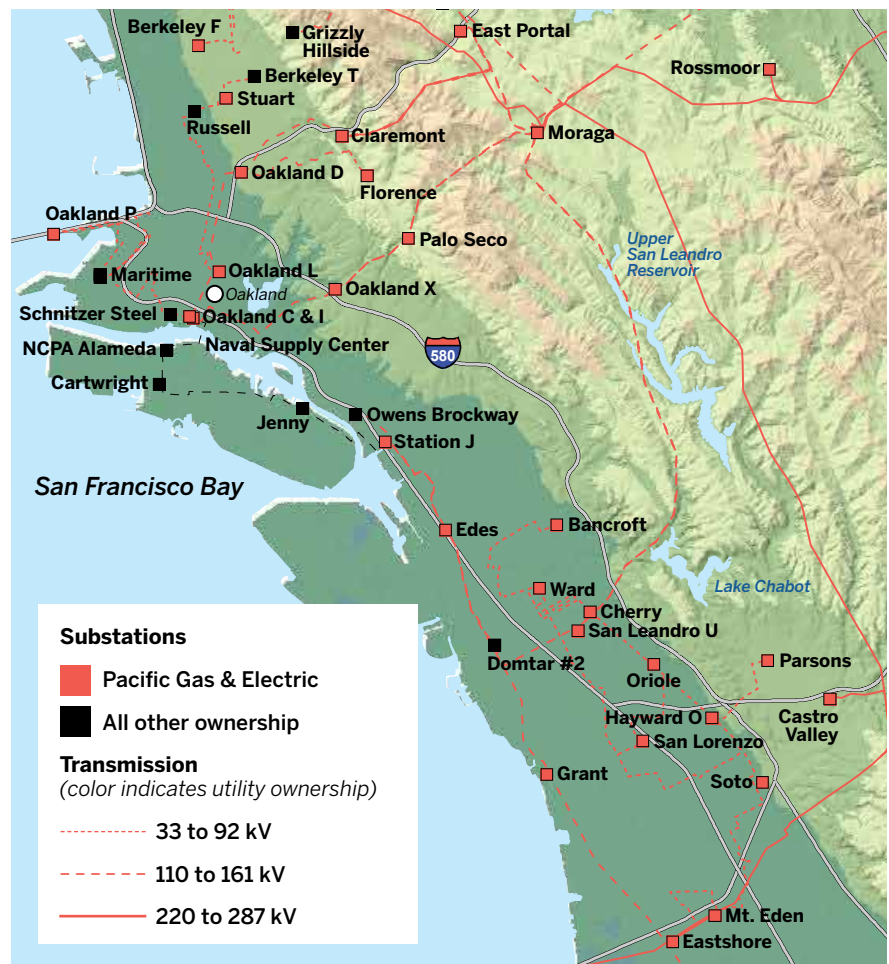 Berkeley F
Grizzly
Hillside
East Portal
Berkeley T
Rossmoor
Stuart
Russell
Claremont
Moraga
Oakland D
Florence
Oakland P
Palo Seco
Upper
San Leandro
Reservoir
Maritime
Oakland L
Oakland
Oakland X
Schnitzer Steel
Oakland C & I
NCPA Alameda
Naval Supply Center
580
Cartwright
Jenny
Owens Brockway
Station J
San Francisco Bay
Edes
Bancroft
Ward
Lake Chabot
Cherry
San Leandro U
Domtar #2
Oriole
Parsons
Hayward O
Castro
Valley
San Lorenzo
Grant
Soto
Mt. Eden
Eastshore
Substations
Pacific Gas & Electric
All other ownership
Transmission
(color indicates utility ownership)
33 to 92 kV
110 to 161 kV
220 to 287 kV